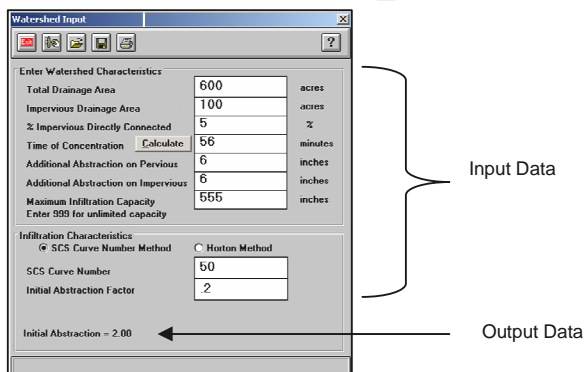 Watershed Input
Exit
?
Enter Watershed Characteristics
Total Drainage Area 600 acres
Impervious Drainage Area 100 acres
% Impervious Directly Connected 5 %
Time of Concentration Calculate 56 minutes
Additional Abstraction on Pervious 6 inches
Additional Abstraction on Impervious 6 inches
Maximum Infiltration Capacity 555 inches
Enter 999 for unlimited capacity
Input Data
Infiltration Characteristics
SCS Curve Number Method Horton Method
SCS Curve Number 50
Initial Abstraction Factor .2
Initial Abstraction = 2.00
Output Data